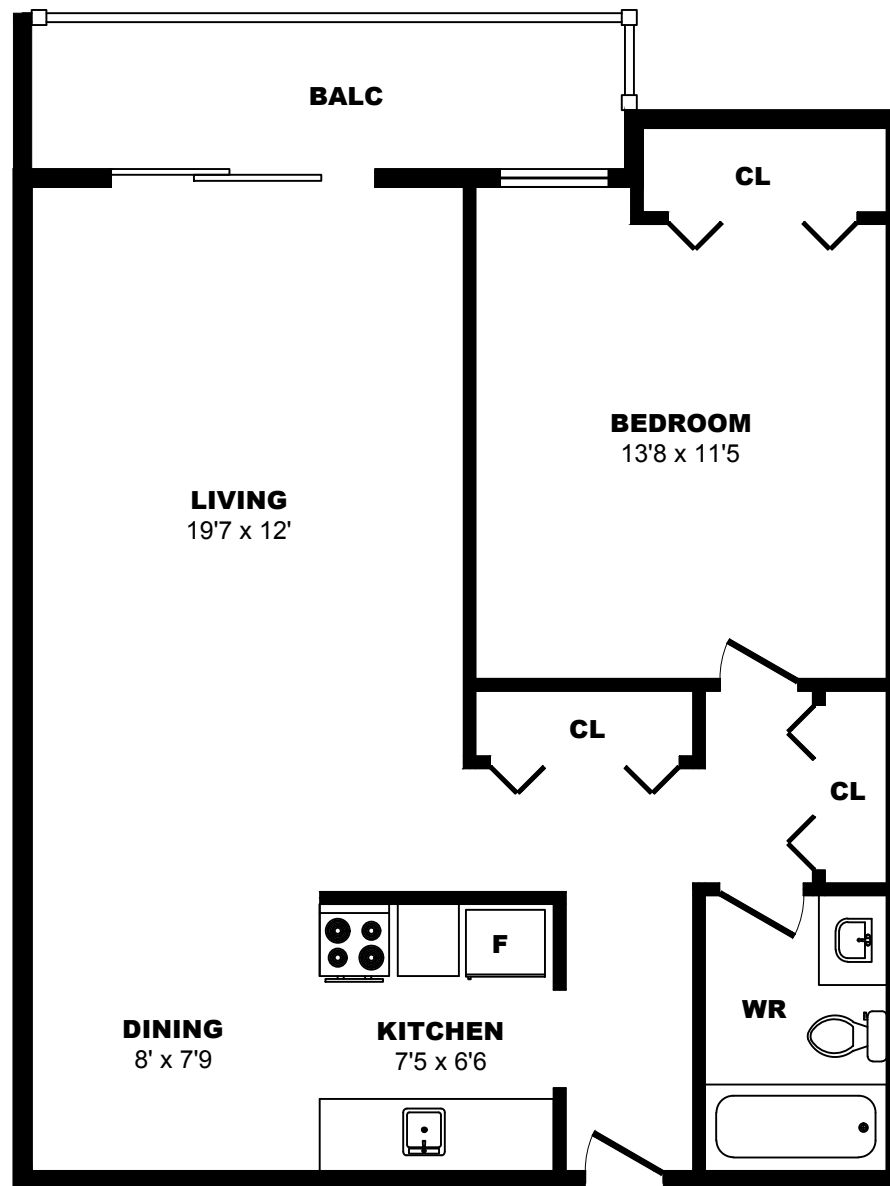 BALC
CL
BEDROOM
13'8 x 11'5
LIVING
19'7 x 12'
CL
CL
F
WR
DINING
8' x 7'9
KITCHEN
7'5 x 6'6